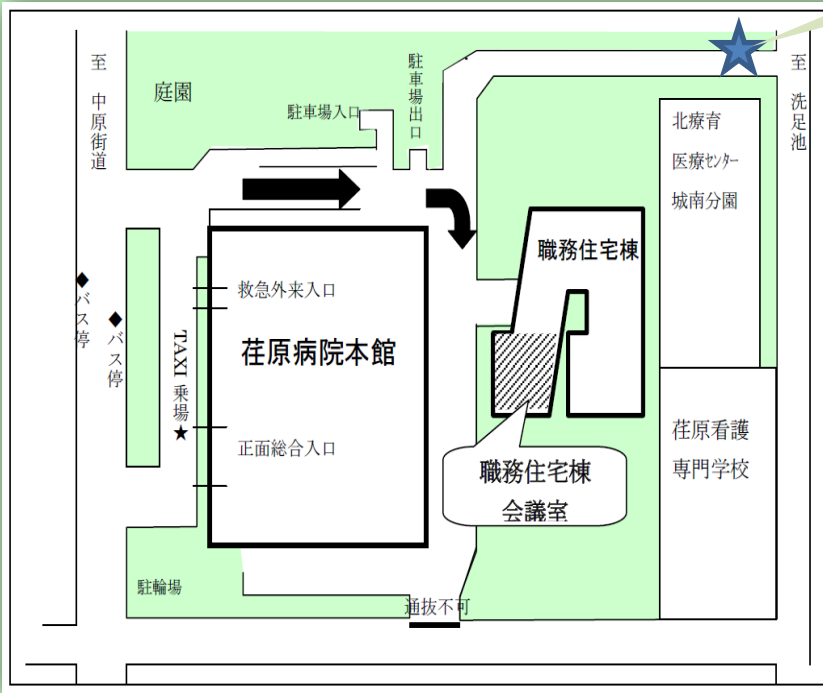 至 中原街道
庭園
駐車場入口
駐車場出口
至 洗足池
北療育
医療センター
城南分園
職務住宅棟
救急外来入口
◆バス停
◆バス停
荏原病院本館
TAXI 乗場★
正面総合入口
荏原看護
専門学校
職務住宅棟
会議室
駐輪場
通抜不可